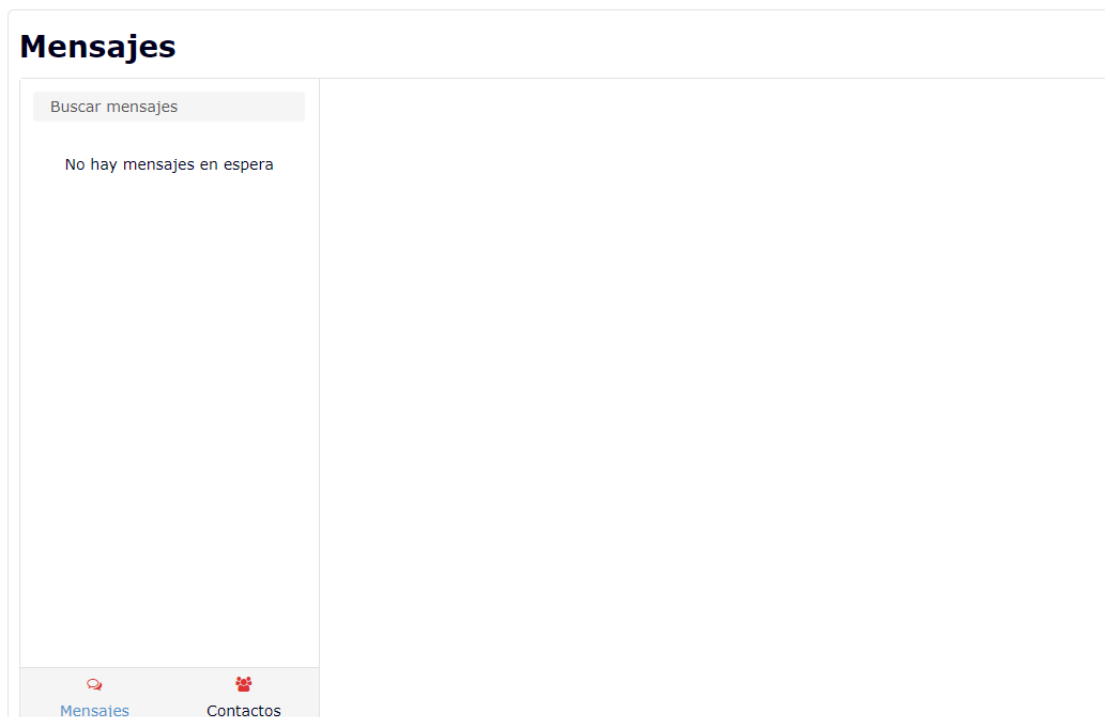 Mensajes
Buscar mensajes
No hay mensajes en espera
Mensajes
Contactos